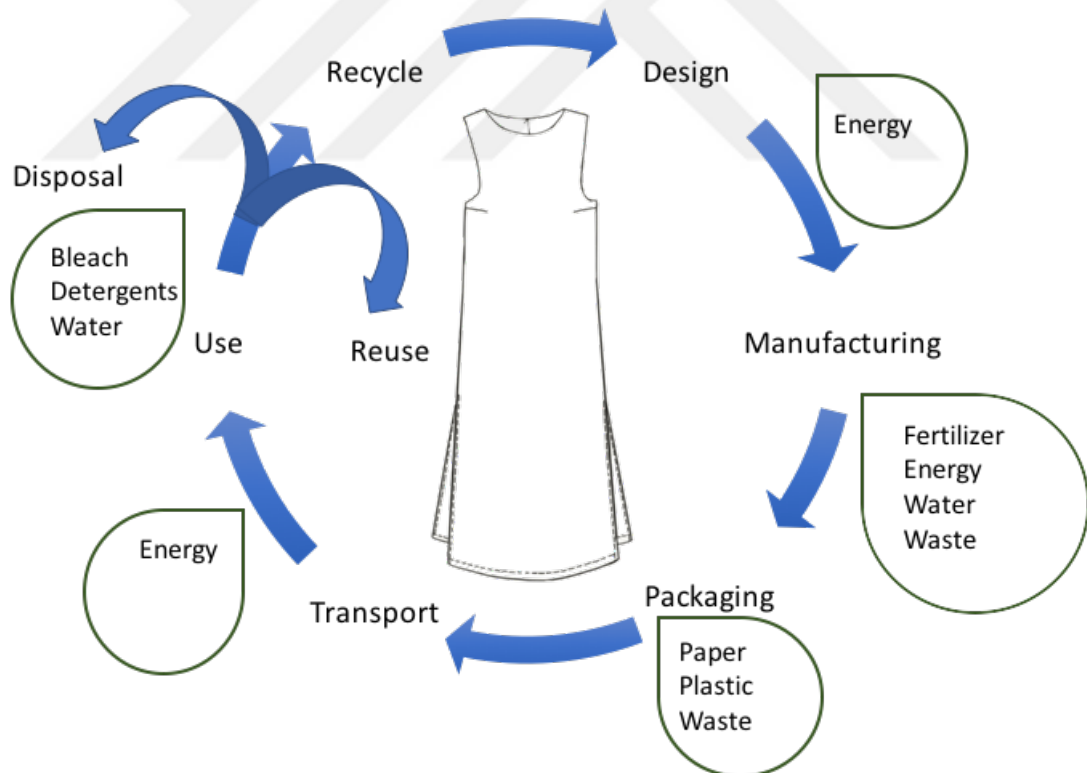 Recycle
Design
Energy
Disposal
Bleach
Detergents
Water
Use
Reuse
Manufacturing
Fertilizer
Energy
Water
Waste
Energy
Transport
Packaging
Paper
Plastic
Waste